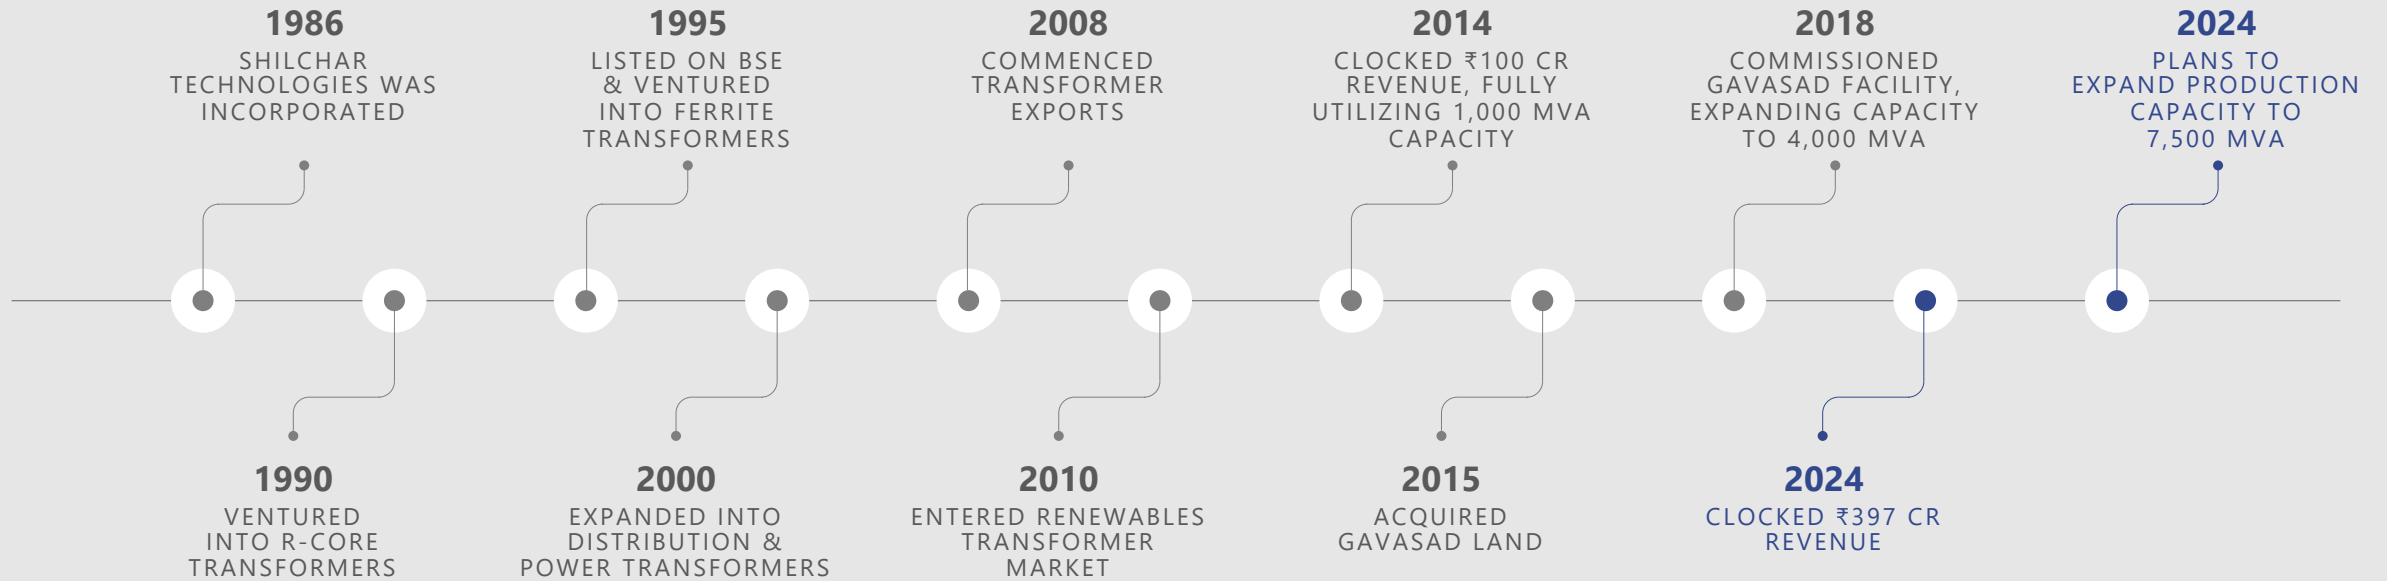 1986
SHILCHAR
TECHNOLOGIES WAS
INCORPORATED
1990
VENTURED
INTO R-CORE
TRANSFORMERS
1995
LISTED ON BSE
& VENTURED
INTO FERRITE
TRANSFORMERS
2000
EXPANDED INTO
DISTRIBUTION &
POWER TRANSFORMERS
2008
COMMENCED
TRANSFORMER
EXPORTS
2010
ENTERED RENEWABLES
TRANSFORMER
MARKET
2014
CLOCKED ₹100 CR
REVENUE, FULLY
UTILIZING 1,000 MVA
CAPACITY
2015
ACQUIRED
GAVASAD LAND
2018
COMMISSIONED
GAVASAD FACILITY,
EXPANDING CAPACITY
TO 4,000 MVA
2024
CLOCKED ₹397 CR
REVENUE
2024
PLANS TO
EXPAND PRODUCTION
CAPACITY TO
7,500 MVA